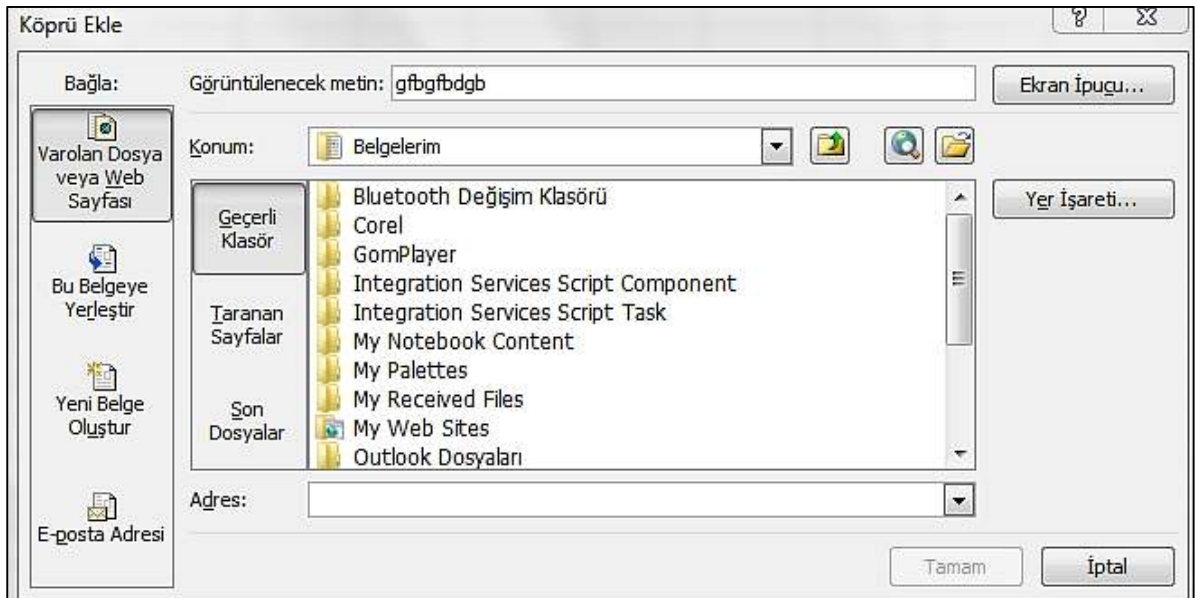 Köprü Ekle
Bağla:
Görüntülenecek metin: gfbgfbdgb
Ekran İpucu...
Varolan Dosya
veya Web
Sayfası
Konum:
Belgelerim
Geçerli
Klasör
Bluetooth Değişim Klasörü
Corel
GomPlayer
Integration Services Script Component
Integration Services Script Task
My Notebook Content
My Palettes
My Received Files
My Web Sites
Outlook Dosyaları
Yer İşareti...
Bu Belgeye
Yerleştir
Taranan
Sayfalar
Yeni Belge
Oluştur
Son
Dosyalar
E-posta Adresi
Adres:
Tamam
İptal